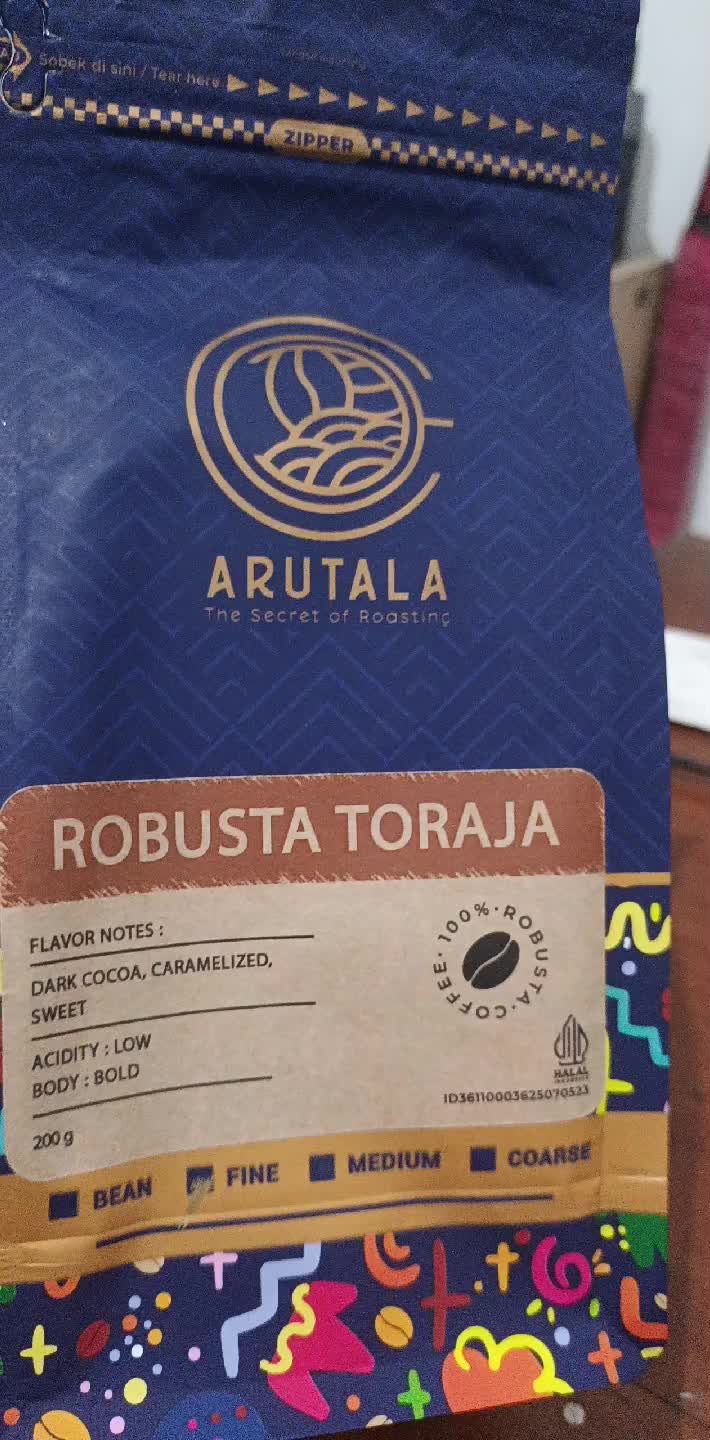 Sobek di sini / Tear here
ZIPPER
ARUTALA
The Secret of Roasting
ROBUSTA TORAJA
FLAVOR NOTES :
DARK COCOA, CARAMELIZED,
SWEET
ACIDITY : LOW
BODY : BOLD
200 g
100% · ROBUSTA · COFFEE ·
HALAL
ID36110003625070523
BEAN FINE MEDIUM COARSE